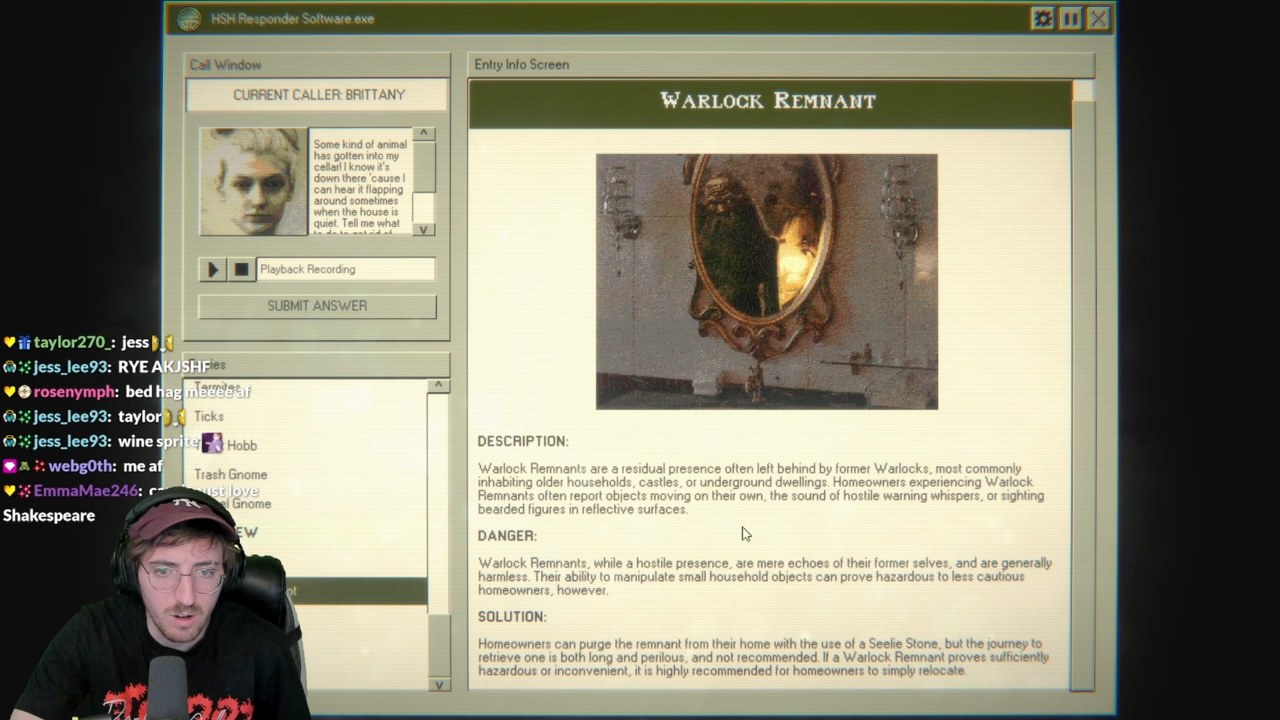 HSH Responder Software.exe
Call Window
CURRENT CALLER: BRITTANY
Some kind of animal
has gotten into my
cellar! I know it's
down there 'cause I
can hear it flapping
around sometimes
when the house is
quiet. Tell me what
Playback Recording
SUBMIT ANSWER
Termites
Ticks
Hobb
Trash Gnome
Gnome
Entry Info Screen
WARLOCK REMNANT
DESCRIPTION:
Warlock Remnants are a residual presence often left behind by former Warlocks, most commonly
inhabiting older households, castles, or underground dwellings. Homeowners experiencing Warlock
Remnants often report objects moving on their own, the sound of hostile warning whispers, or sighting
bearded figures in reflective surfaces.
DANGER:
Warlock Remnants, while a hostile presence, are mere echoes of their former selves, and are generally
harmless. Their ability to manipulate small household objects can prove hazardous to less cautious
homeowners, however.
SOLUTION:
Homeowners can purge the remnant from their home with the use of a Seelie Stone, but the journey to
retrieve one is both long and perilous, and not recommended. If a Warlock Remnant proves sufficiently
hazardous or inconvenient, it is highly recommended for homeowners to simply relocate.
taylor270_: jess
jess_lee93: RYE AKJSHF
rosenymph: bed hag meeee af
jess_lee93: taylor
jess_lee93: wine sprite
webg0th: me af
EmmaMae246: love
Shakespeare